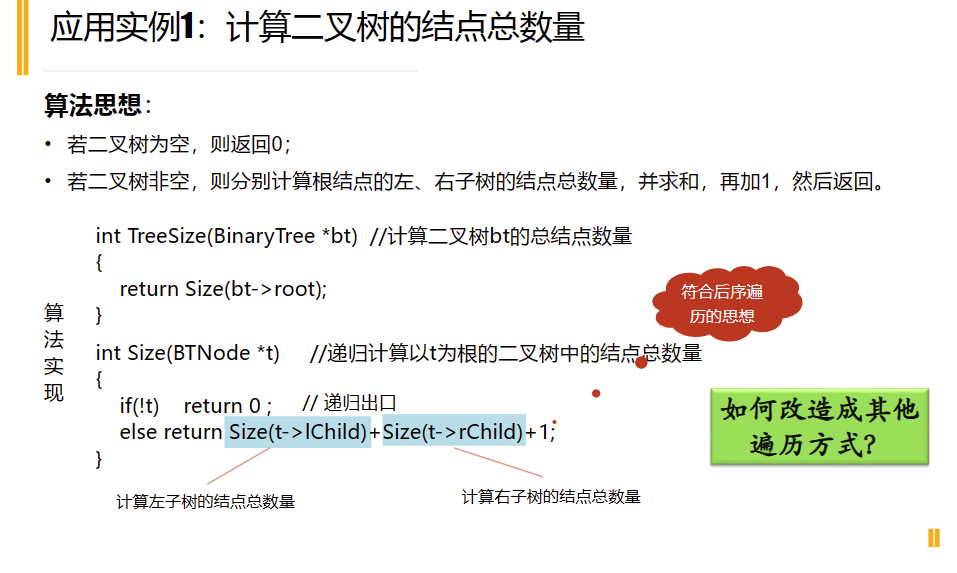 应用实例1：计算二叉树的结点总数量
算法思想：
• 若二叉树为空，则返回0；
• 若二叉树非空，则分别计算根结点的左、右子树的结点总数量，并求和，再加1，然后返回。
int TreeSize(BinaryTree *bt) //计算二叉树bt的总结点数量
{
return Size(bt->root);
}
算法实现
符合后序遍
历的思想
int Size(BTNode *t) //递归计算以t为根的二叉树中的结点总数量
{
if(!t) return 0 ; // 递归出口
else return Size(t->lChild)+Size(t->rChild)+1;
}
如何改造成其他
遍历方式？
计算左子树的结点总数量
计算右子树的结点总数量